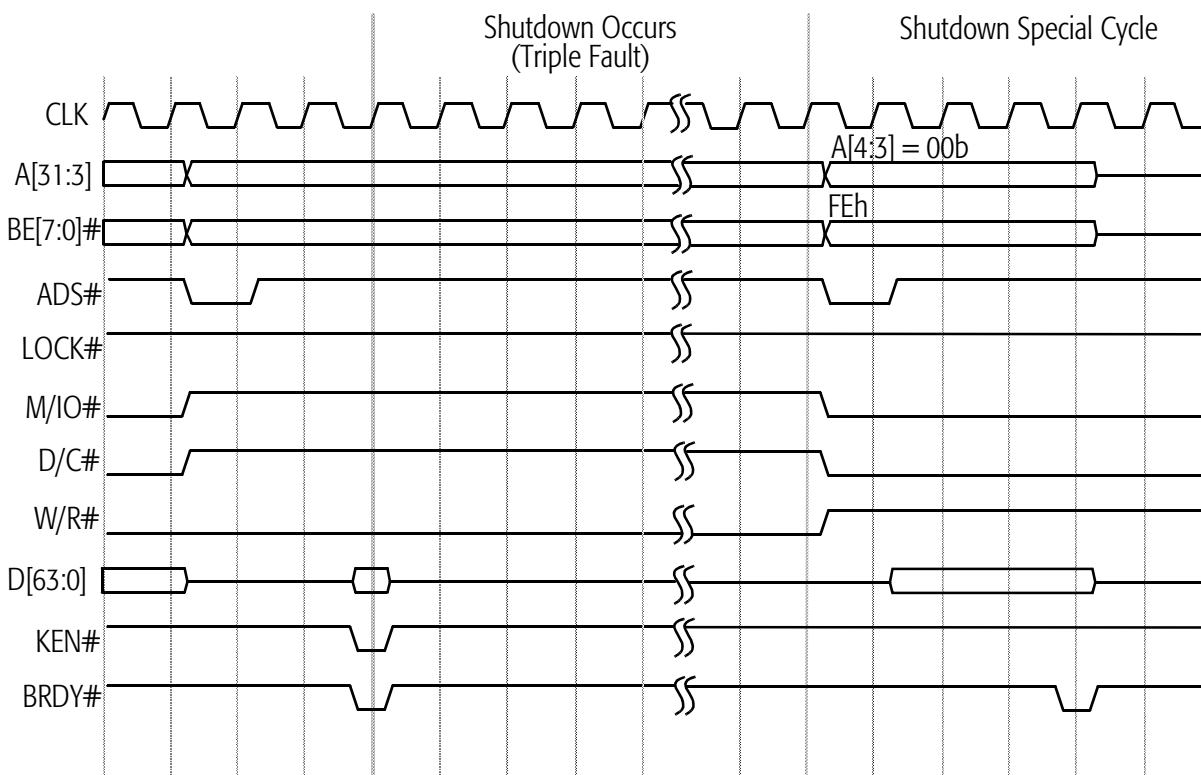 Shutdown Occurs
(Triple Fault)
Shutdown Special Cycle
CLK
A[31:3]
A[4:3] = 00b
BE[7:0]#
FEh
ADS#
LOCK#
M/IO#
D/C#
W/R#
D[63:0]
KEN#
BRDY#